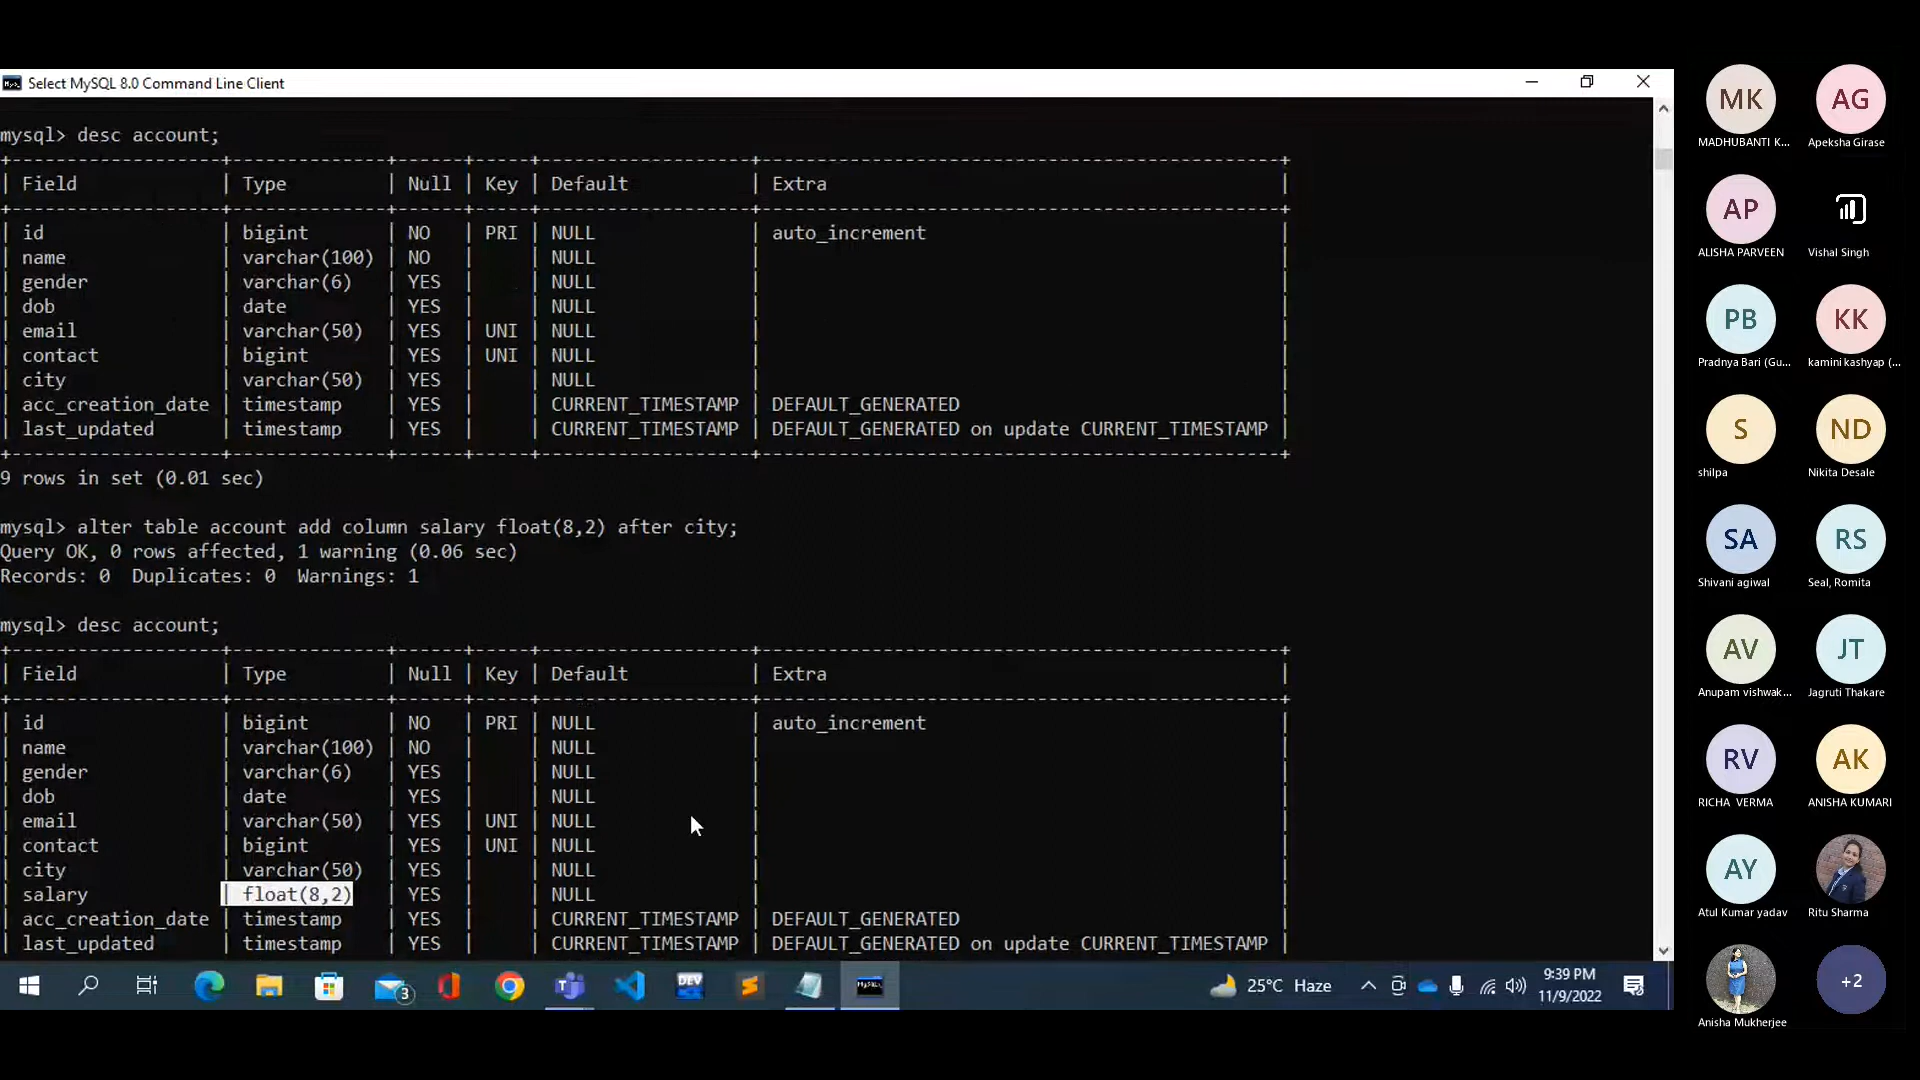 Select MySQL 8.0 Command Line Client
mysql> desc account;
+-----------------------+-----------------+-------+------+----------------------+------------------------------------------------------+
| Field | Type | Null | Key | Default | Extra |
| id | bigint | NO | PRI | NULL | auto_increment |
| name | varchar(100) | NO | | NULL | |
| gender | varchar(6) | YES | | NULL | |
| dob | date | YES | | NULL | |
| email | varchar(50) | YES | UNI | NULL | |
| contact | bigint | YES | UNI | NULL | |
| city | varchar(50) | YES | | NULL | |
| acc_creation_date | timestamp | YES | | CURRENT_TIMESTAMP | DEFAULT_GENERATED |
| last_updated | timestamp | YES | | CURRENT_TIMESTAMP | DEFAULT_GENERATED on update CURRENT_TIMESTAMP |
9 rows in set (0.01 sec)
mysql> alter table account add column salary float(8,2) after city;
Query OK, 0 rows affected, 1 warning (0.06 sec)
Records: 0 Duplicates: 0 Warnings: 1
mysql> desc account;
| Field | Type | Null | Key | Default | Extra |
| id | bigint | NO | PRI | NULL | auto_increment |
| name | varchar(100) | NO | | NULL | |
| gender | varchar(6) | YES | | NULL | |
| dob | date | YES | | NULL | |
| email | varchar(50) | YES | UNI | NULL | |
| contact | bigint | YES | UNI | NULL | |
| city | varchar(50) | YES | | NULL | |
| salary | float(8,2) | YES | | NULL | |
| acc_creation_date | timestamp | YES | | CURRENT_TIMESTAMP | DEFAULT_GENERATED |
| last_updated | timestamp | YES | | CURRENT_TIMESTAMP | DEFAULT_GENERATED on update CURRENT_TIMESTAMP |
3
DEV
25°C Haze
9:39 PM
11/9/2022
MK
MADHUBANTI K...
AG
Apeksha Girase
AP
ALISHA PARVEEN
Vishal Singh
PB
Pradnya Bari (Gu...
KK
kamini kashyap (...
S
shilpa
ND
Nikita Desale
SA
Shivani agiwal
RS
Seal, Romita
AV
Anupam vishwak...
JT
Jagruti Thakare
RV
RICHA VERMA
AK
ANISHA KUMARI
AY
Atul Kumar yadav
Ritu Sharma
Anisha Mukherjee
+2